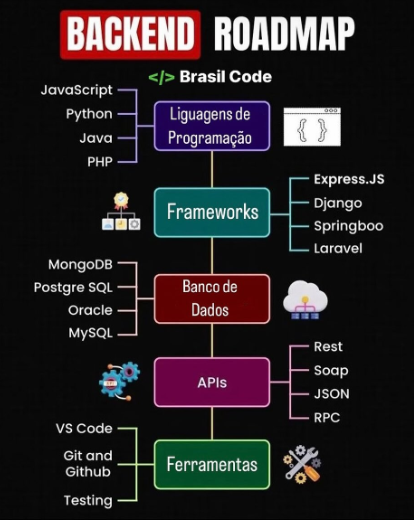 BACKEND ROADMAP
</> Brasil Code
JavaScript
Python
Java
PHP
Liguagens de
Programação
{ }
Frameworks
Express.JS
Django
Springboo
Laravel
MongoDB
Postgre SQL
Oracle
MySQL
Banco de
Dados
API
APIs
Rest
Soap
JSON
RPC
VS Code
Git and
Github
Testing
Ferramentas